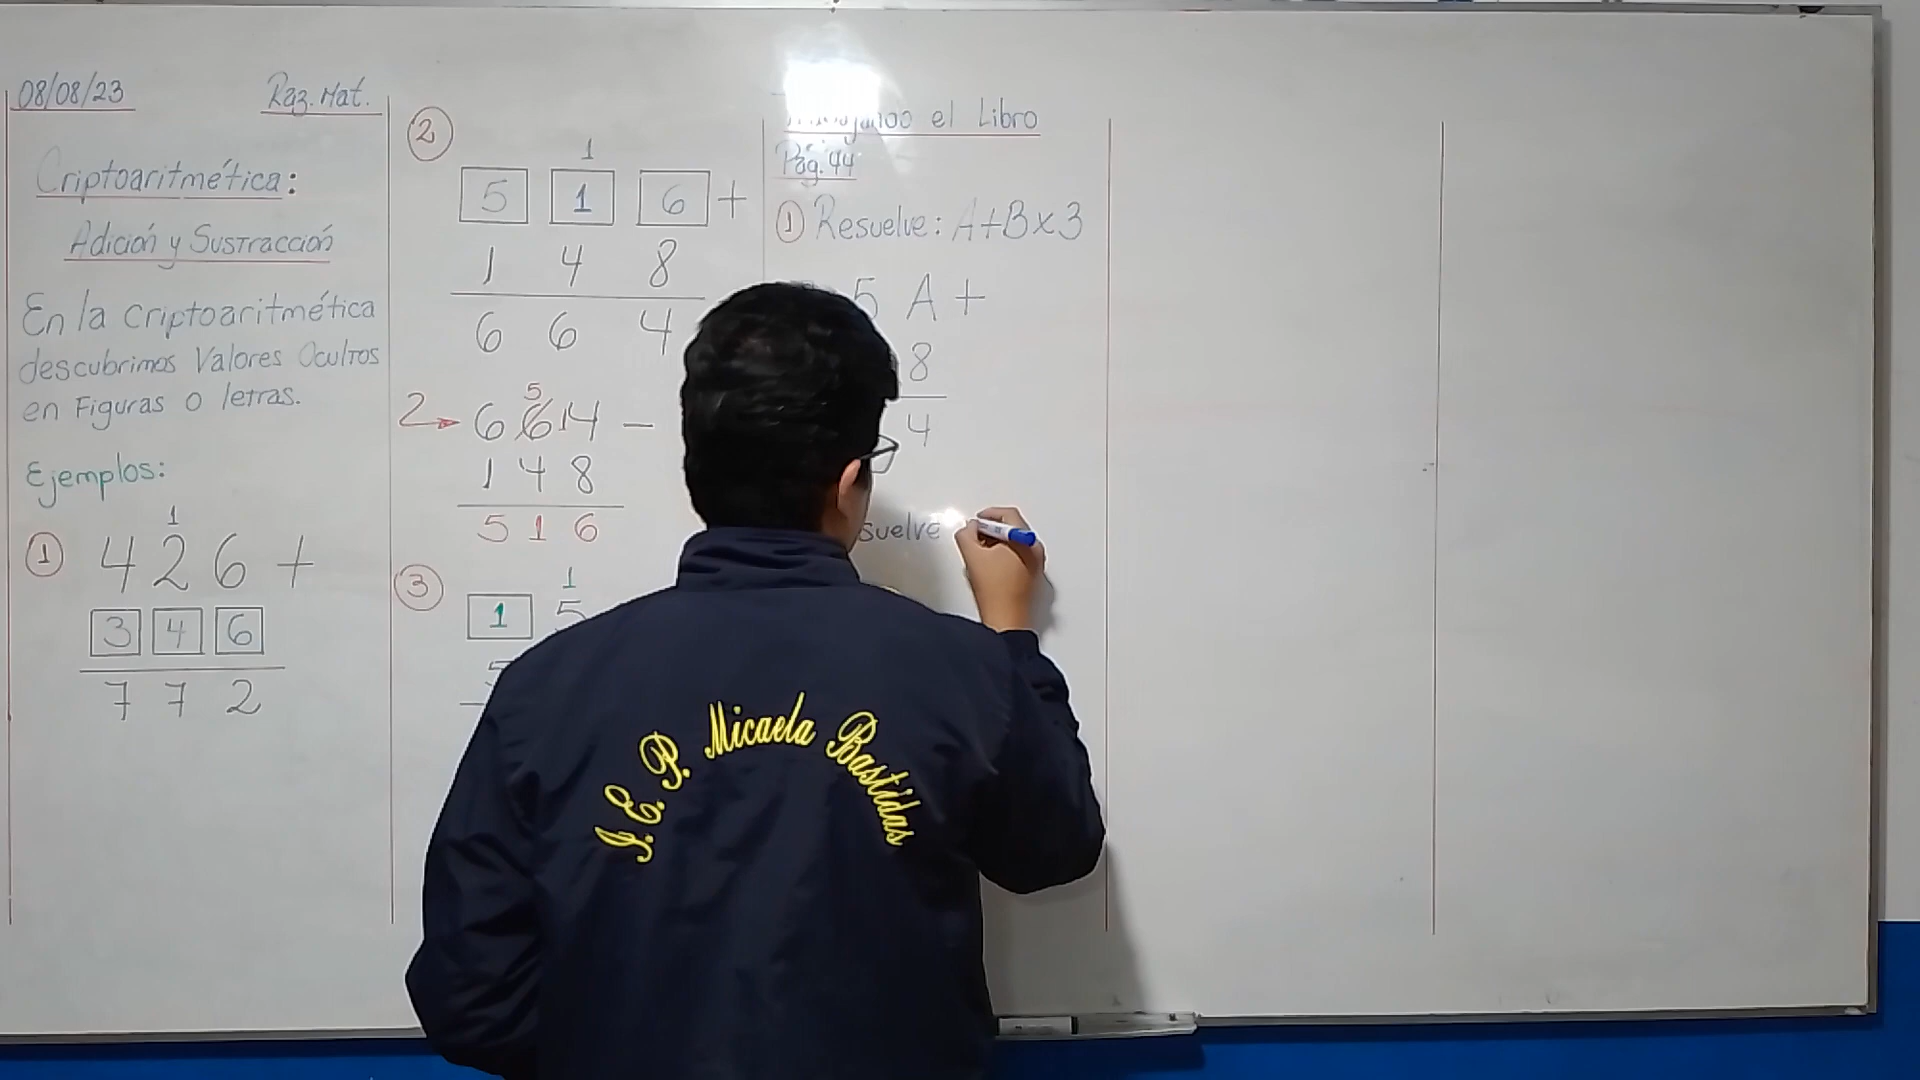 08/08/23 Raz. Mat.
Criptoaritmética:
Adición y Sustracción
En la Criptoaritmética
descubrimos Valores Ocultos
en Figuras o letras.
Ejemplos:
1
① 4 2 6 +
3 4 6
7 7 2
②
1
5 1 6 +
1 4 8
6 6 4
5
2→ 6 6 14 -
1 4 8
5 1 6
③
1
1 5
5
el Libro
Pág. 44
① Resuelve: A+Bx3
5 A +
8
4
suelve
I.E.P. Micaela Bastidas